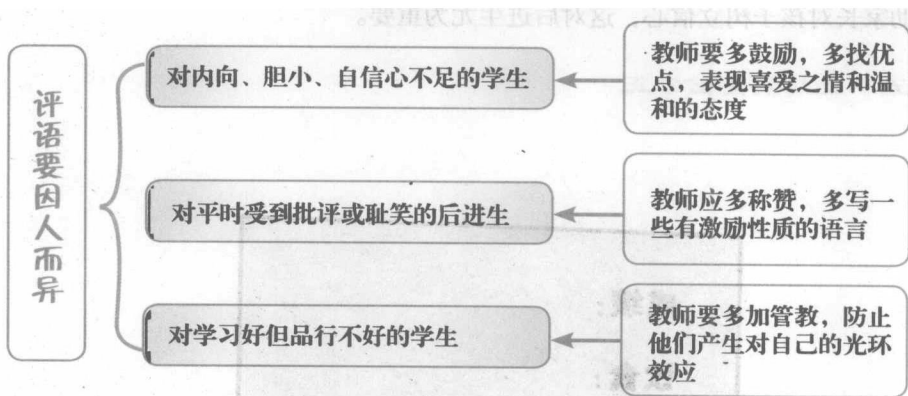 评语要因人而异
对内向、胆小、自信心不足的学生
教师要多鼓励，多找优
点，表现喜爱之情和温
和的态度
对平时受到批评或耻笑的后进生
教师应多称赞，多写一
些有激励性质的语言
对学习好但品行不好的学生
教师要多加管教，防止
他们产生对自己的光环
效应